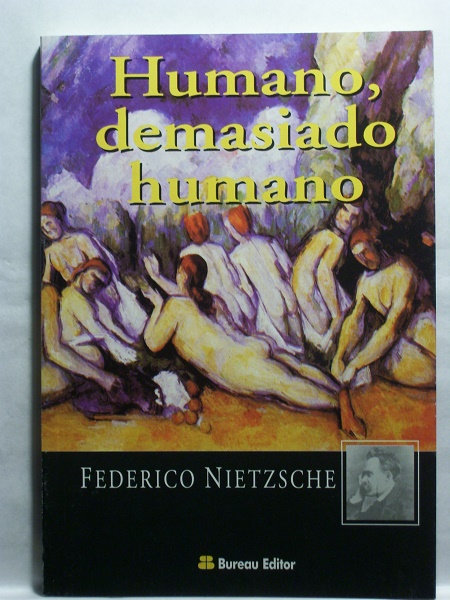 Humano,
demasiado
humano
FEDERICO NIETZSCHE
Bureau Editor